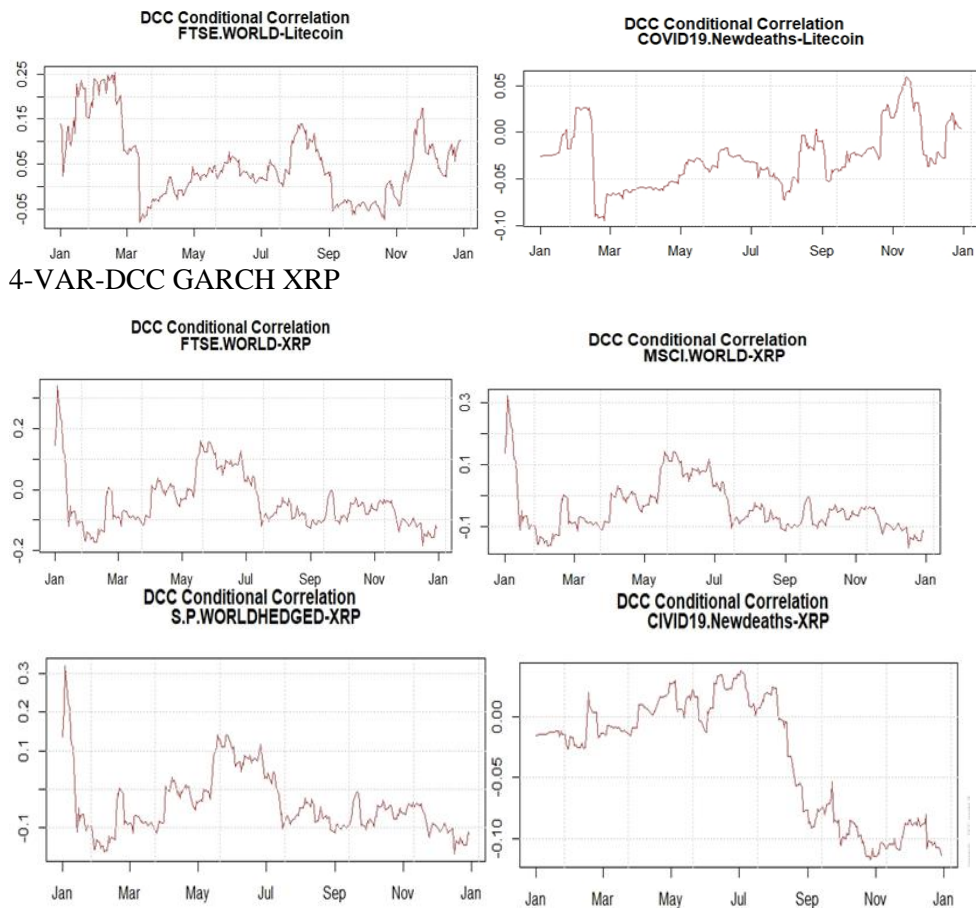 DCC Conditional Correlation
FTSE.WORLD-Litecoin
0.25
0.15
0.05
-0.05
Jan Mar May Jul Sep Nov Jan
DCC Conditional Correlation
COVID19.Newdeaths-Litecoin
0.05
0.00
-0.05
-0.10
Jan Mar May Jul Sep Nov Jan
4-VAR-DCC GARCH XRP
DCC Conditional Correlation
FTSE.WORLD-XRP
0.2
0.0
-0.2
Jan Mar May Jul Sep Nov Jan
DCC Conditional Correlation
MSCI.WORLD-XRP
0.3
0.1
-0.1
Jan Mar May Jul Sep Nov Jan
DCC Conditional Correlation
S.P.WORLDHEDGED-XRP
0.3
0.1
-0.1
Jan Mar May Jul Sep Nov Jan
DCC Conditional Correlation
CIVID19.Newdeaths-XRP
0.00
-0.05
-0.10
Jan Mar May Jul Sep Nov Jan